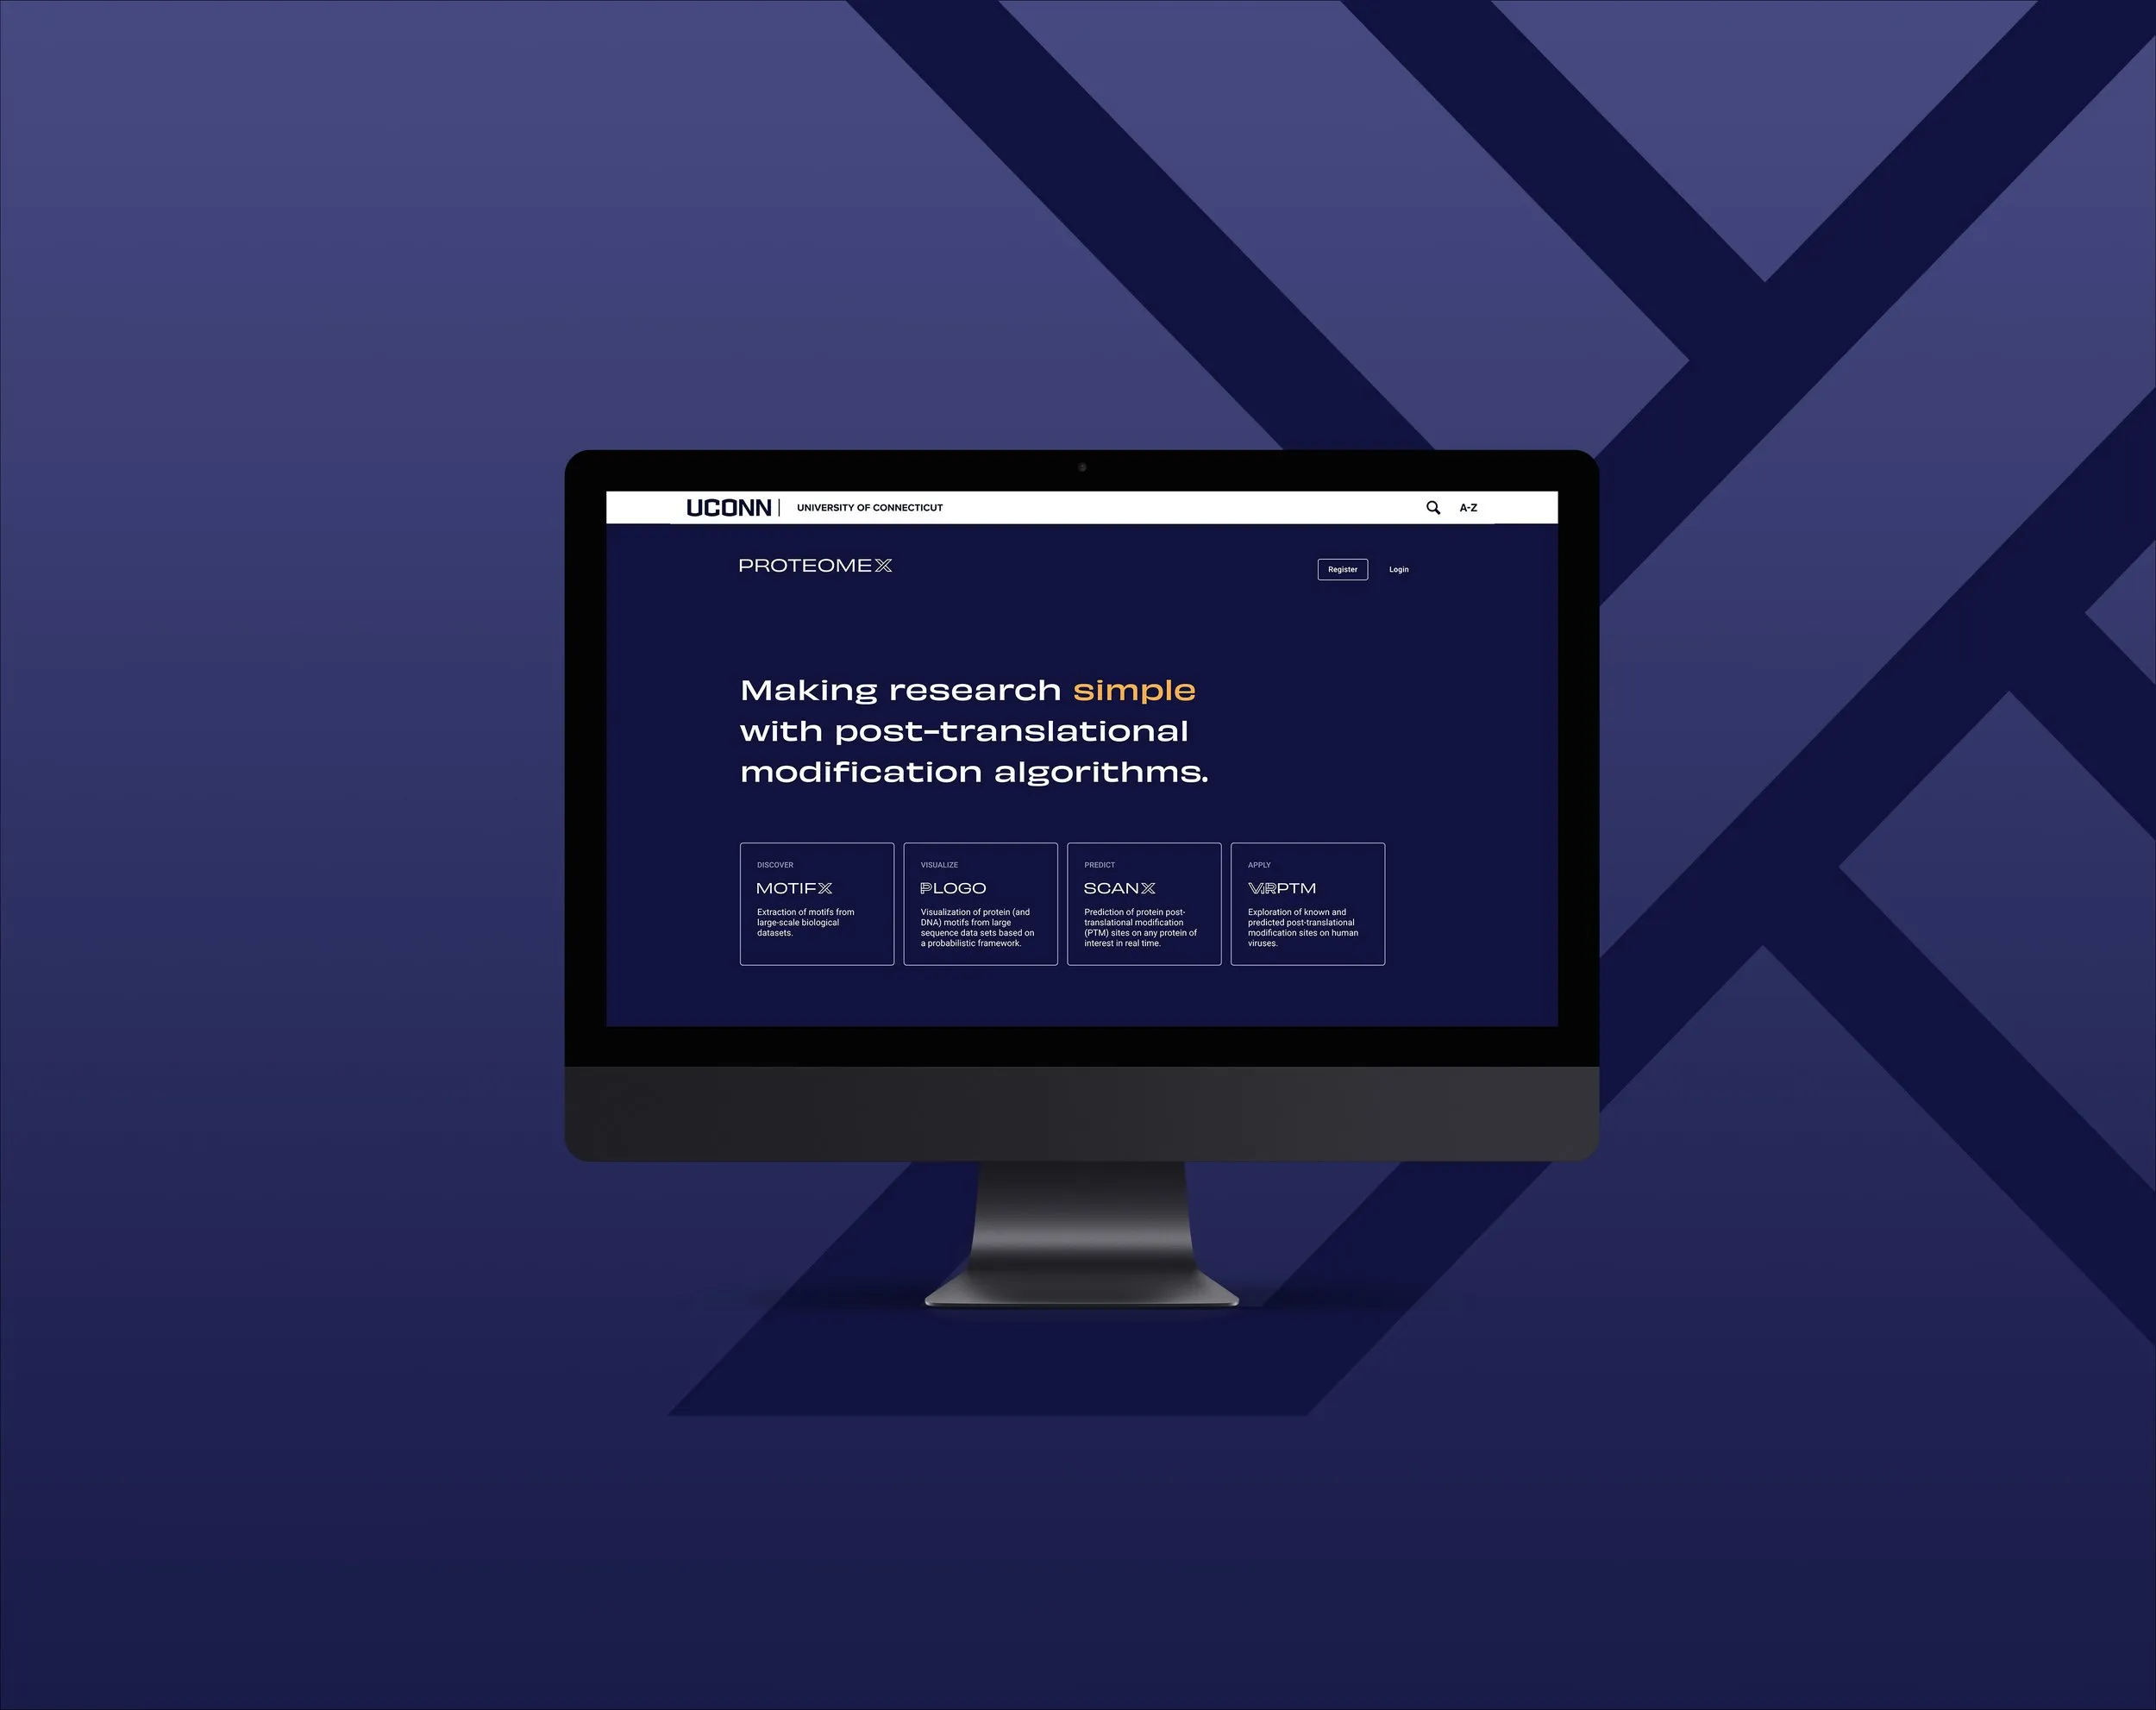 UCONN | UNIVERSITY OF CONNECTICUT
A-Z
PROTEOMEX
Register
Login
Making research simple
with post-translational
modification algorithms.
DISCOVER
MOTIFX
Extraction of motifs from
large-scale biological
datasets.
VISUALIZE
PLOGO
Visualization of protein (and
DNA) motifs from large
sequence data sets based on
a probabilistic framework.
PREDICT
SCANX
Prediction of protein post-
translational modification
(PTM) sites on any protein of
interest in real time.
APPLY
VIRPTM
Exploration of known and
predicted post-translational
modification sites on human
viruses.